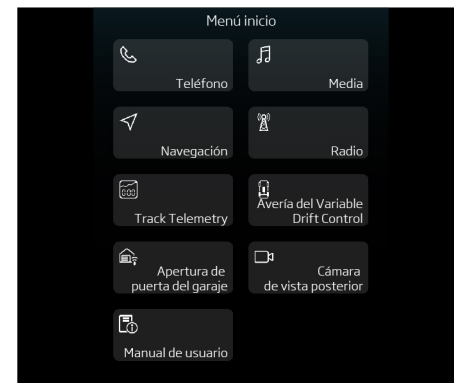 Menú inicio
Teléfono
Media
Navegación
Radio
Track Telemetry
Avería del Variable
Drift Control
Apertura de
puerta del garaje
Cámara
de vista posterior
Manual de usuario